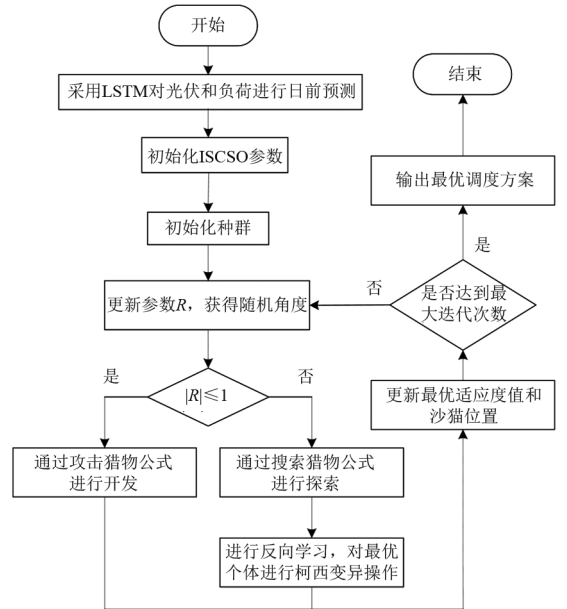 开始
采用LSTM对光伏和负荷进行日前预测
初始化ISCSO参数
初始化种群
更新参数R，获得随机角度
|R|≤1
是
否
通过攻击猎物公式
进行开发
通过搜索猎物公式
进行探索
进行反向学习，对最优
个体进行柯西变异操作
更新最优适应度值和
沙猫位置
是否达到最
大迭代次数
否
是
输出最优调度方案
结束